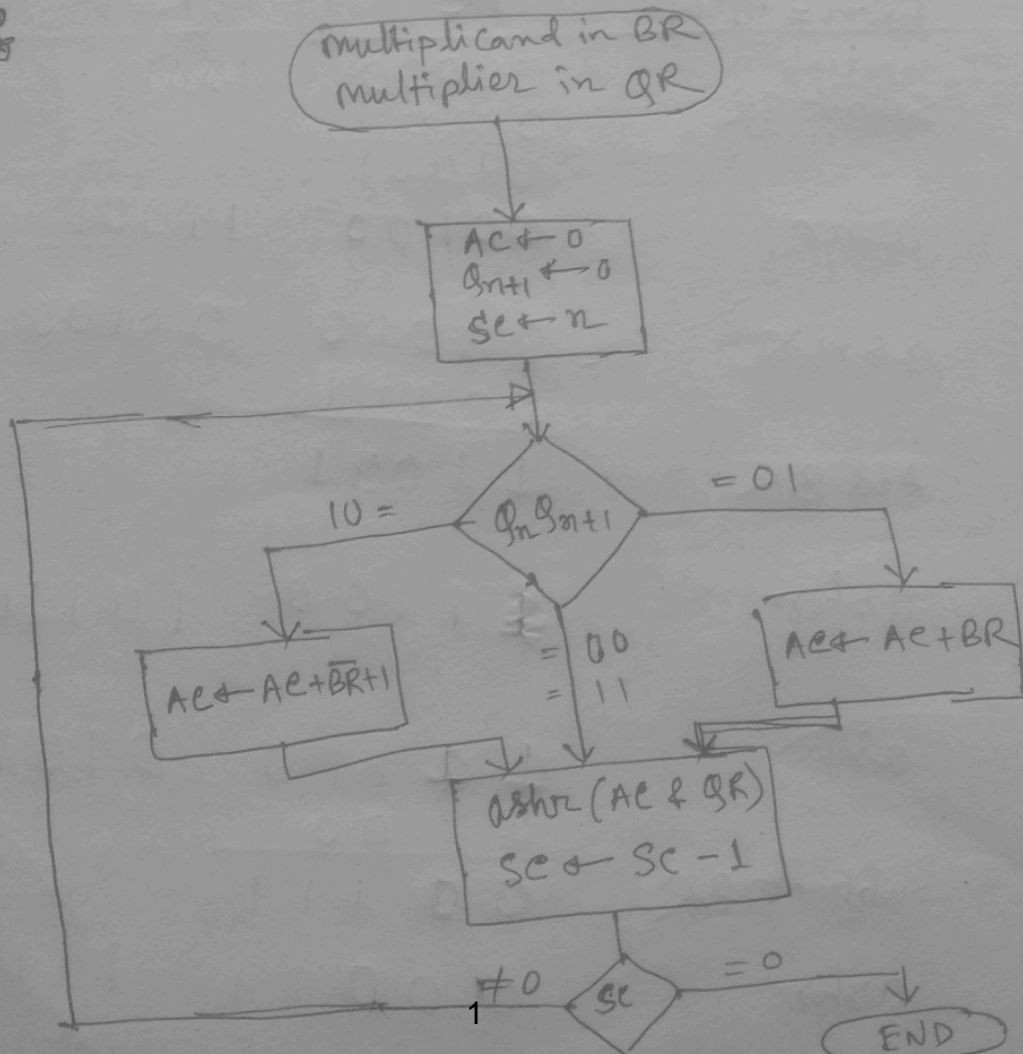 multiplicand in BR
multiplier in QR
AC ← 0
Qn+1 ← 0
SC ← n
QnQn+1
10 =
= 01
= 00
= 11
AC ← AC + B̅R̅ + 1
AC ← AC + BR
ashr (AC & QR)
SC ← SC - 1
≠ 0
SC
= 0
1
END